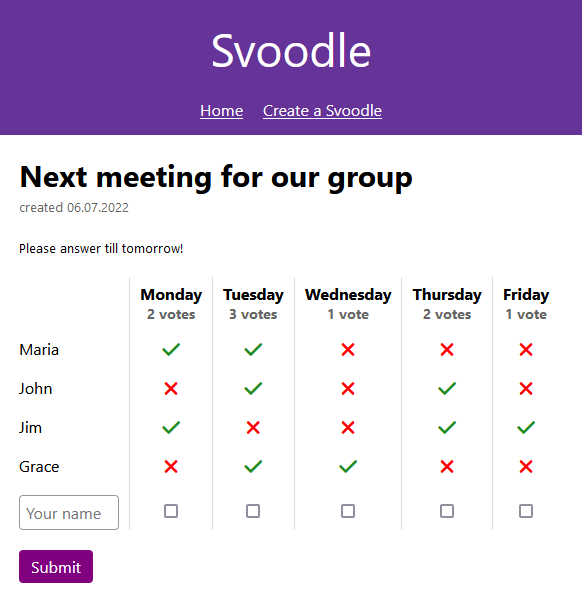 Svoodle
Home Create a Svoodle
Next meeting for our group
created 06.07.2022
Please answer till tomorrow!
Monday Tuesday Wednesday Thursday Friday
2 votes 3 votes 1 vote 2 votes 1 vote
Maria
John
Jim
Grace
Your name
Submit